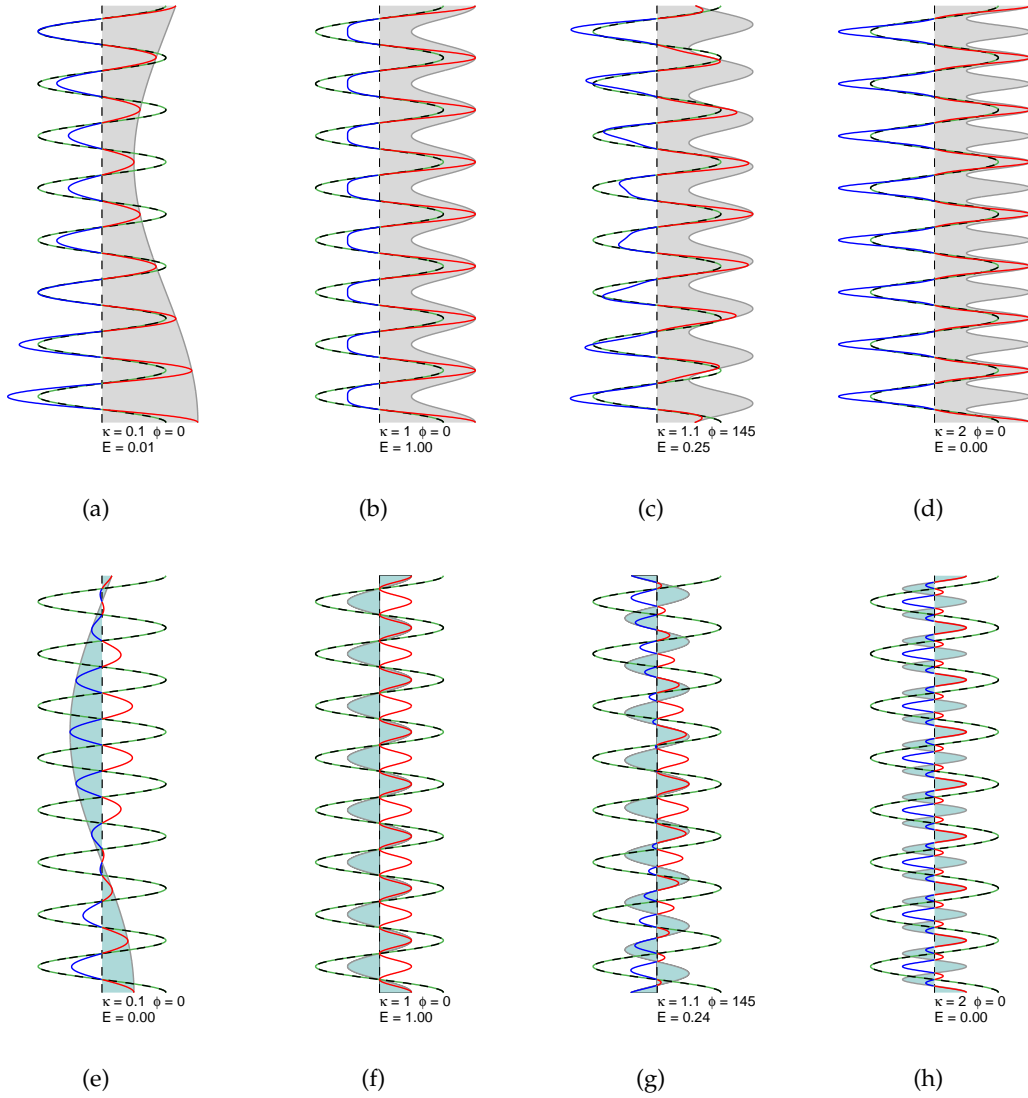 κ = 0.1 φ = 0
E = 0.01
κ = 1 φ = 0
E = 1.00
κ = 1.1 φ = 145
E = 0.25
κ = 2 φ = 0
E = 0.00
(a)
(b)
(c)
(d)
κ = 0.1 φ = 0
E = 0.00
κ = 1 φ = 0
E = 1.00
κ = 1.1 φ = 145
E = 0.24
κ = 2 φ = 0
E = 0.00
(e)
(f)
(g)
(h)